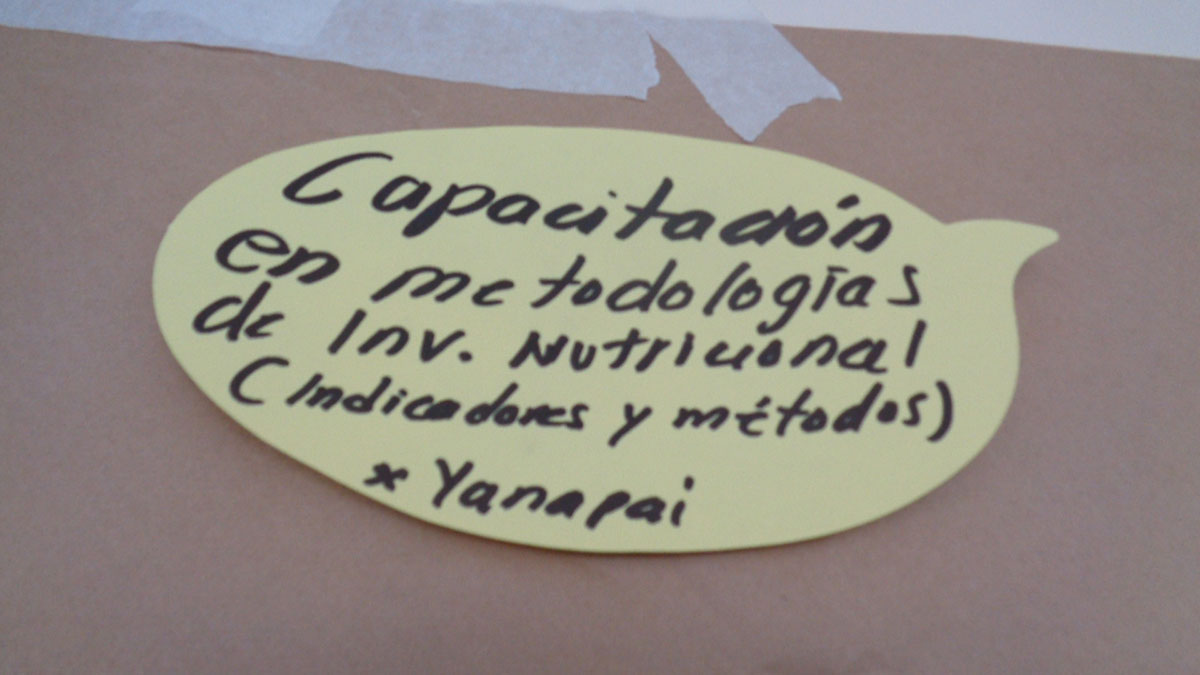 Capacitación
en metodologías
de Inv. Nutricional
(Indicadores y métodos)
x Yanapai